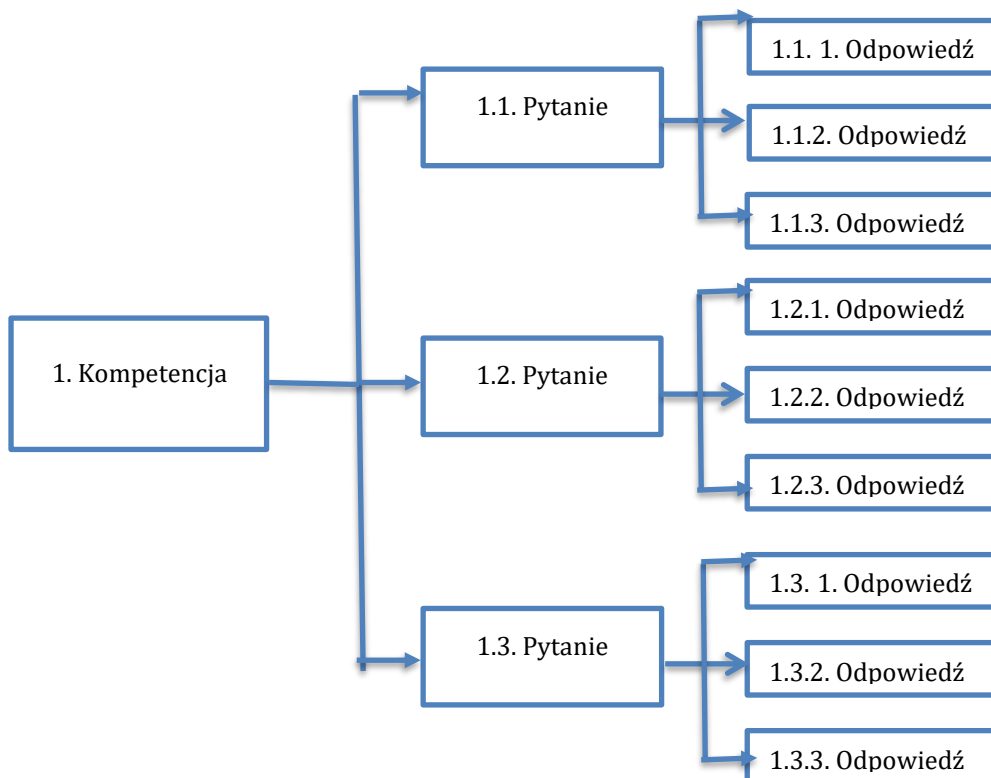 1. Kompetencja
1.1. Pytanie
1.1. 1. Odpowiedź
1.1.2. Odpowiedź
1.1.3. Odpowiedź
1.2. Pytanie
1.2.1. Odpowiedź
1.2.2. Odpowiedź
1.2.3. Odpowiedź
1.3. Pytanie
1.3. 1. Odpowiedź
1.3.2. Odpowiedź
1.3.3. Odpowiedź